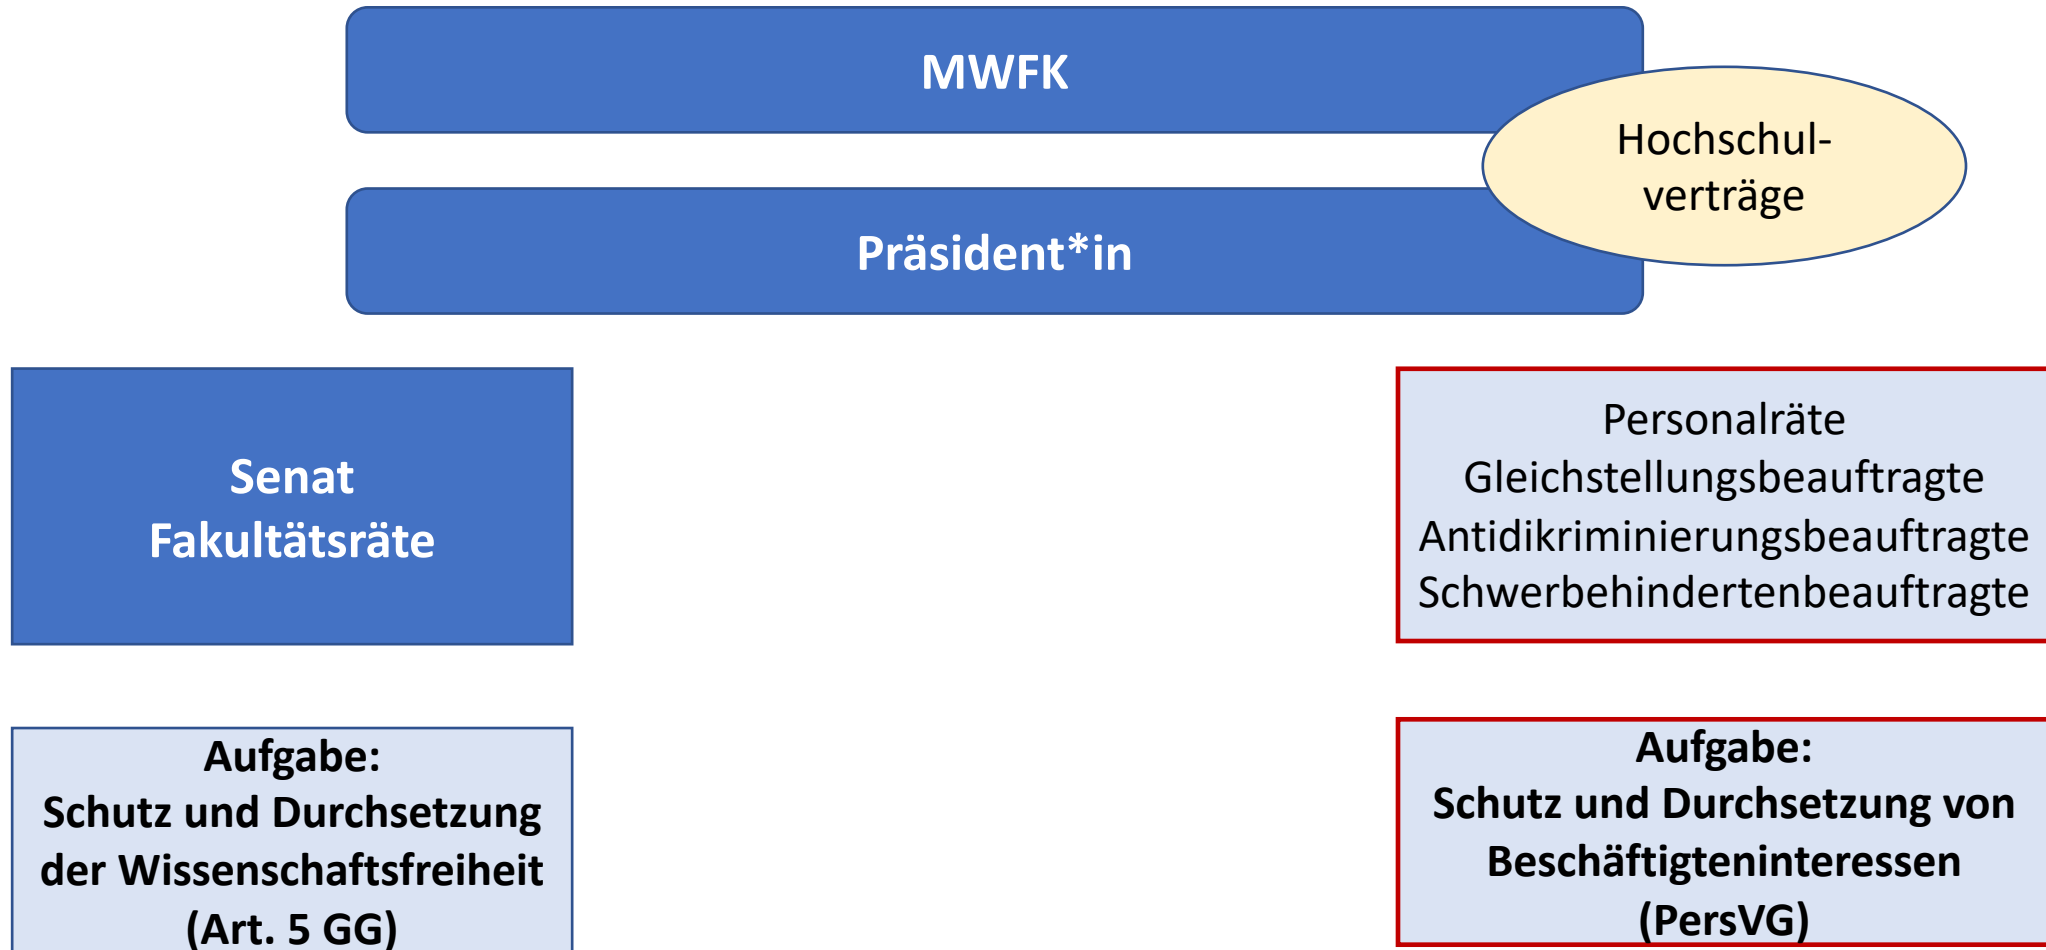 MWFK
Hochschul-
verträge
Präsident*in
Senat
Fakultätsräte
Personalräte
Gleichstellungsbeauftragte
Antidikriminierungsbeauftragte
Schwerbehindertenbeauftragte
Aufgabe:
Schutz und Durchsetzung
der Wissenschaftsfreiheit
(Art. 5 GG)
Aufgabe:
Schutz und Durchsetzung von
Beschäftigteninteressen
(PersVG)